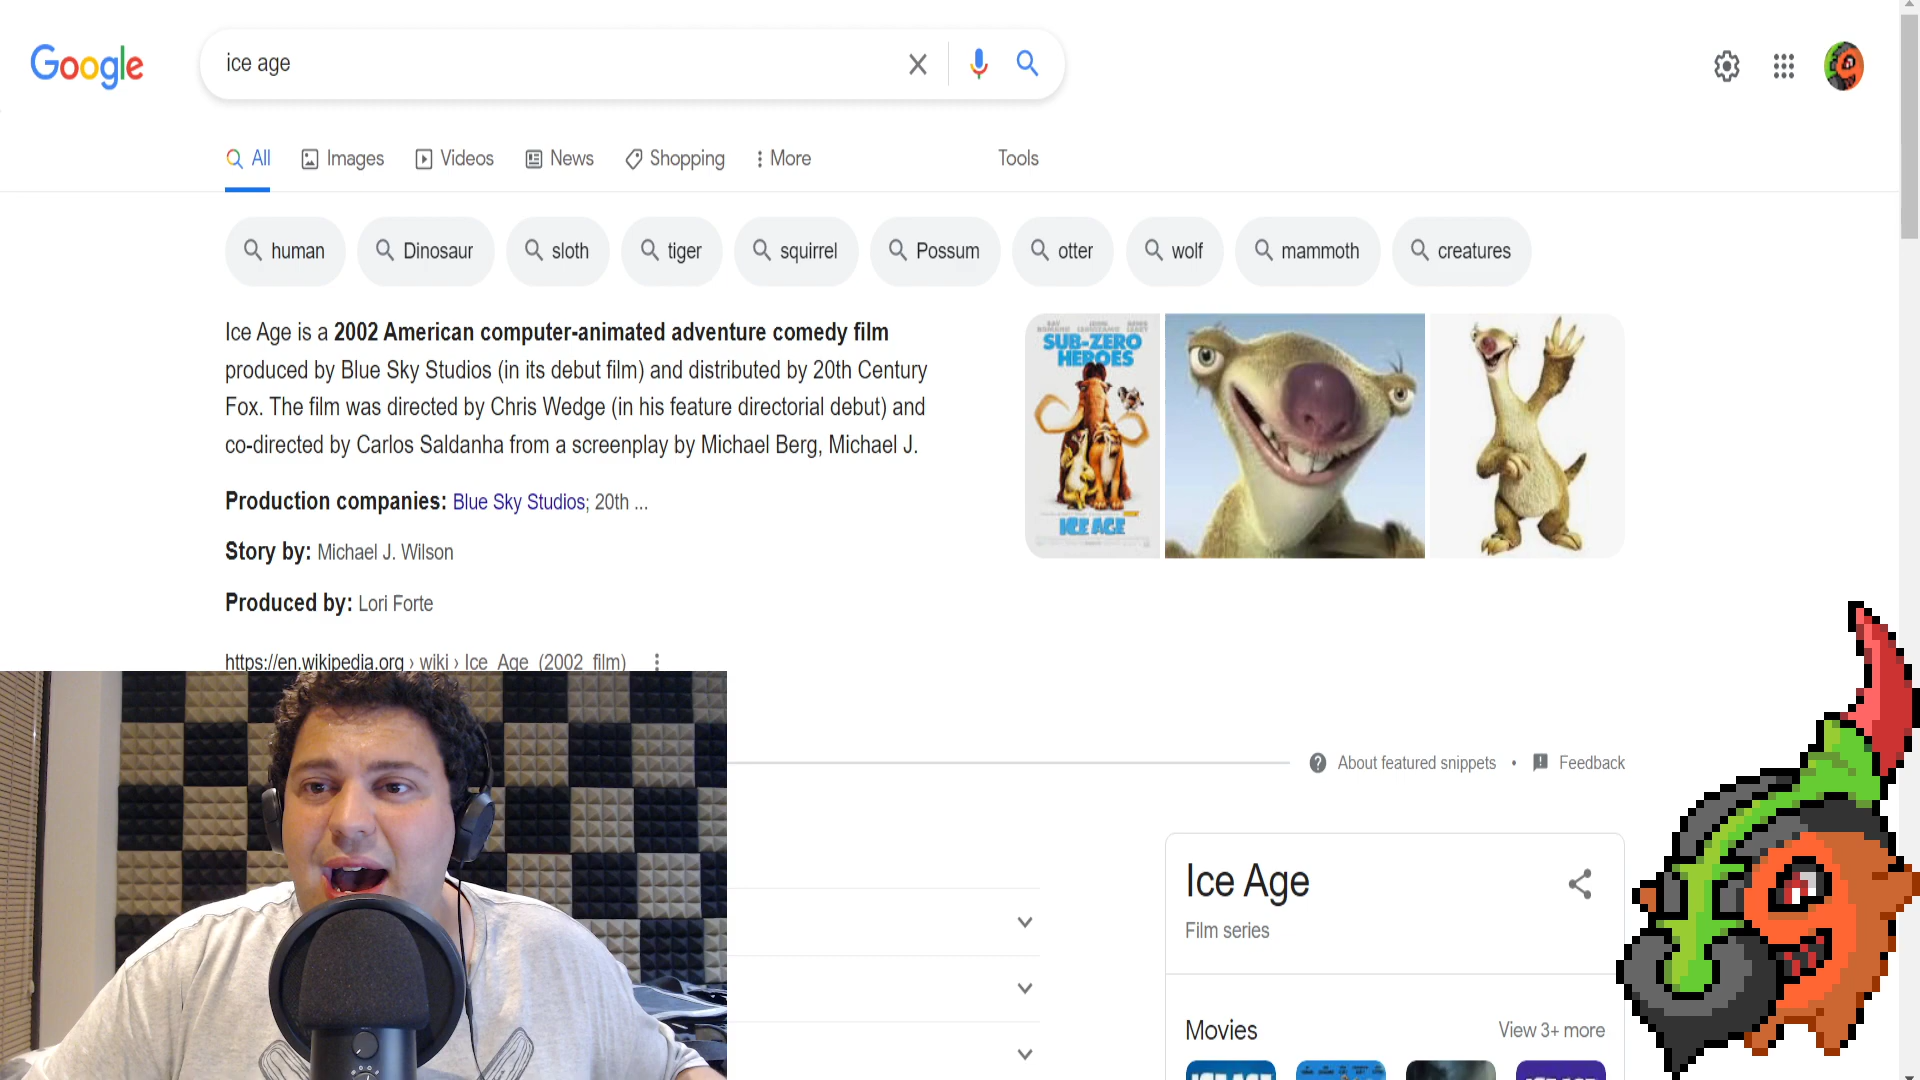 Google
ice age
All
Images
Videos
News
Shopping
More
Tools
human
Dinosaur
sloth
tiger
squirrel
Possum
otter
wolf
mammoth
creatures
Ice Age is a 2002 American computer-animated adventure comedy film
produced by Blue Sky Studios (in its debut film) and distributed by 20th Century
Fox. The film was directed by Chris Wedge (in his feature directorial debut) and
co-directed by Carlos Saldanha from a screenplay by Michael Berg, Michael J.
SUB-ZERO
HEROES
ICE AGE
Production companies: Blue Sky Studios; 20th ...
Story by: Michael J. Wilson
Produced by: Lori Forte
https://en.wikipedia.org › wiki › Ice_Age_(2002_film)
About featured snippets • Feedback
Ice Age
Film series
Movies
View 3+ more